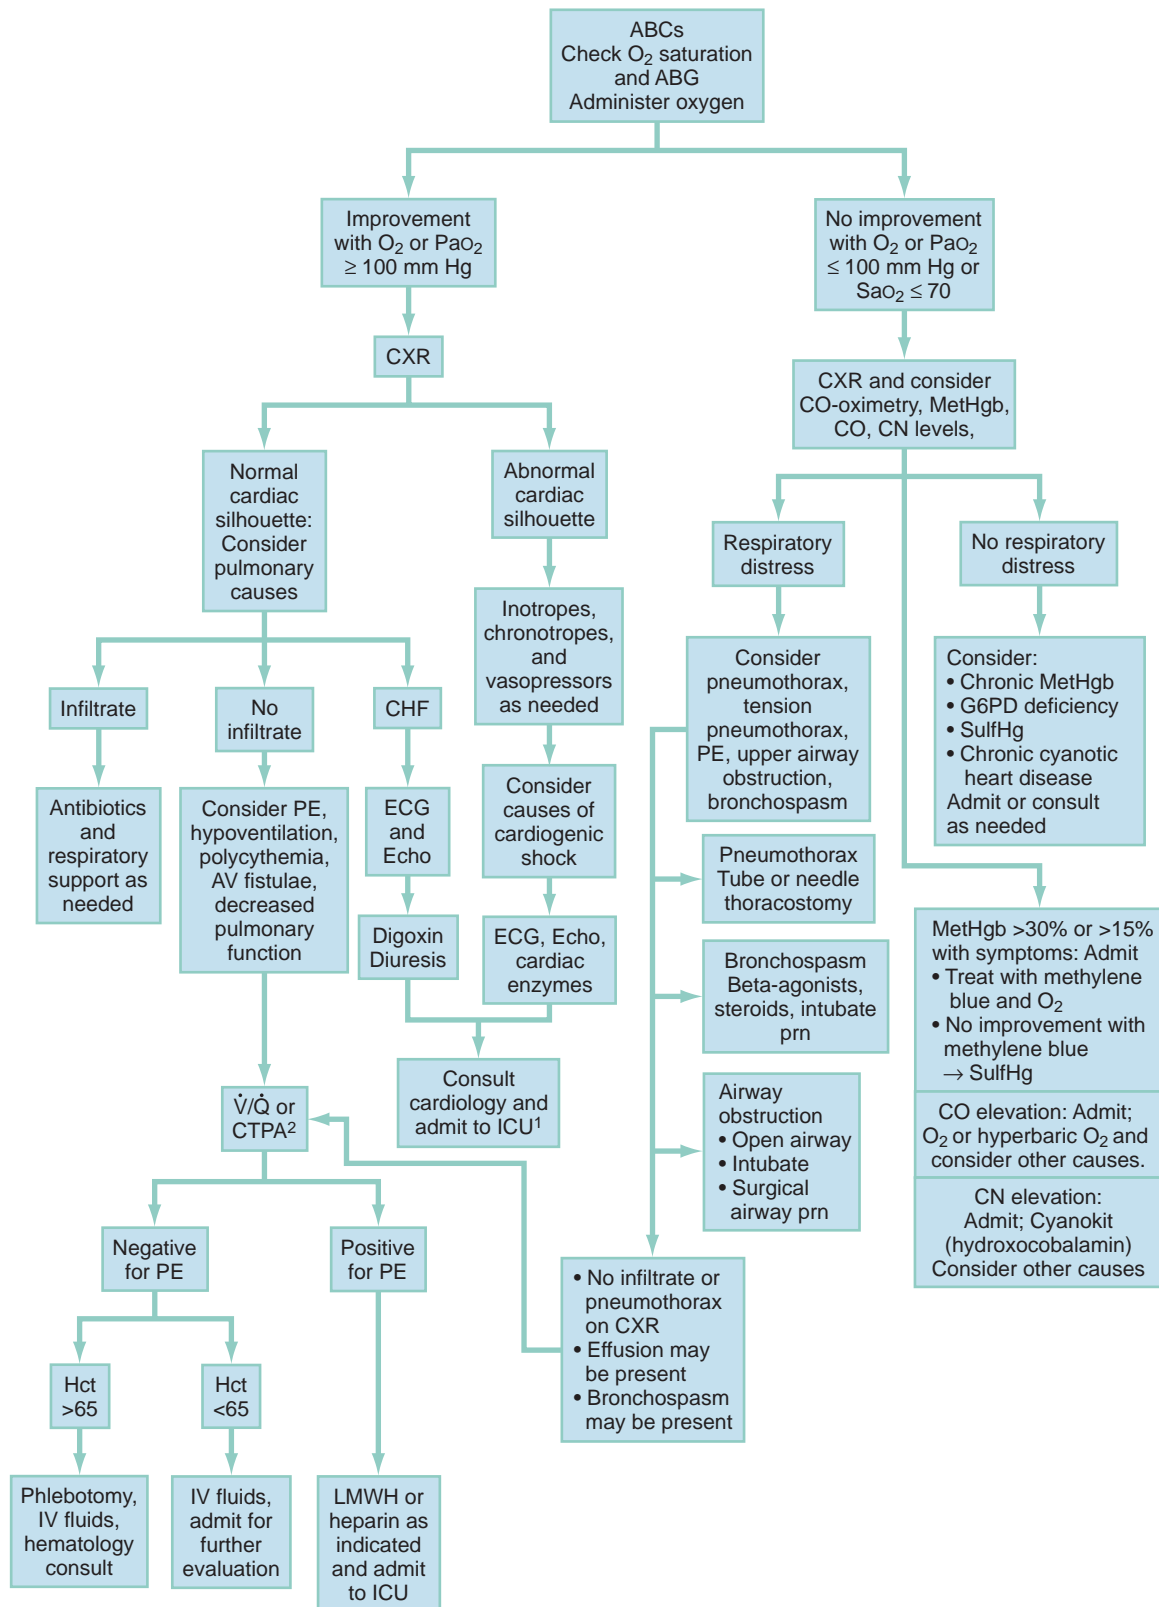 ABCs
Check O2 saturation
and ABG
Administer oxygen
Improvement
with O2 or PaO2
≥ 100 mm Hg
No improvement
with O2 or PaO2
≤ 100 mm Hg or
SaO2 ≤ 70
CXR
CXR and consider
CO-oximetry, MetHgb,
CO, CN levels,
Normal
cardiac
silhouette:
Consider
pulmonary
causes
Abnormal
cardiac
silhouette
Respiratory
distress
No respiratory
distress
Infiltrate
No
infiltrate
CHF
Inotropes,
chronotropes,
and
vasopressors
as needed
Consider
pneumothorax,
tension
pneumothorax,
PE, upper airway
obstruction,
bronchospasm
Consider:
• Chronic MetHgb
• G6PD deficiency
• SulfHg
• Chronic cyanotic
heart disease
Admit or consult
as needed
Antibiotics
and
respiratory
support as
needed
Consider PE,
hypoventilation,
polycythemia,
AV fistulae,
decreased
pulmonary
function
ECG
and
Echo
Consider
causes of
cardiogenic
shock
Digoxin
Diuresis
ECG, Echo,
cardiac
enzymes
Pneumothorax
Tube or needle
thoracostomy
Bronchospasm
Beta-agonists,
steroids, intubate
prn
Airway
obstruction
• Open airway
• Intubate
• Surgical
airway prn
MetHgb >30% or >15%
with symptoms: Admit
• Treat with methylene
blue and O2
• No improvement with
methylene blue
→ SulfHg
CO elevation: Admit;
O2 or hyperbaric O2 and
consider other causes.
CN elevation:
Admit; Cyanokit
(hydroxocobalamin)
Consider other causes
Consult
cardiology and
admit to ICU1
V̇/Q̇ or
CTPA2
Negative
for PE
Positive
for PE
• No infiltrate or
pneumothorax
on CXR
• Effusion may
be present
• Bronchospasm
may be present
Hct
>65
Hct
<65
Phlebotomy,
IV fluids,
hematology
consult
IV fluids,
admit for
further
evaluation
LMWH or
heparin as
indicated
and admit
to ICU